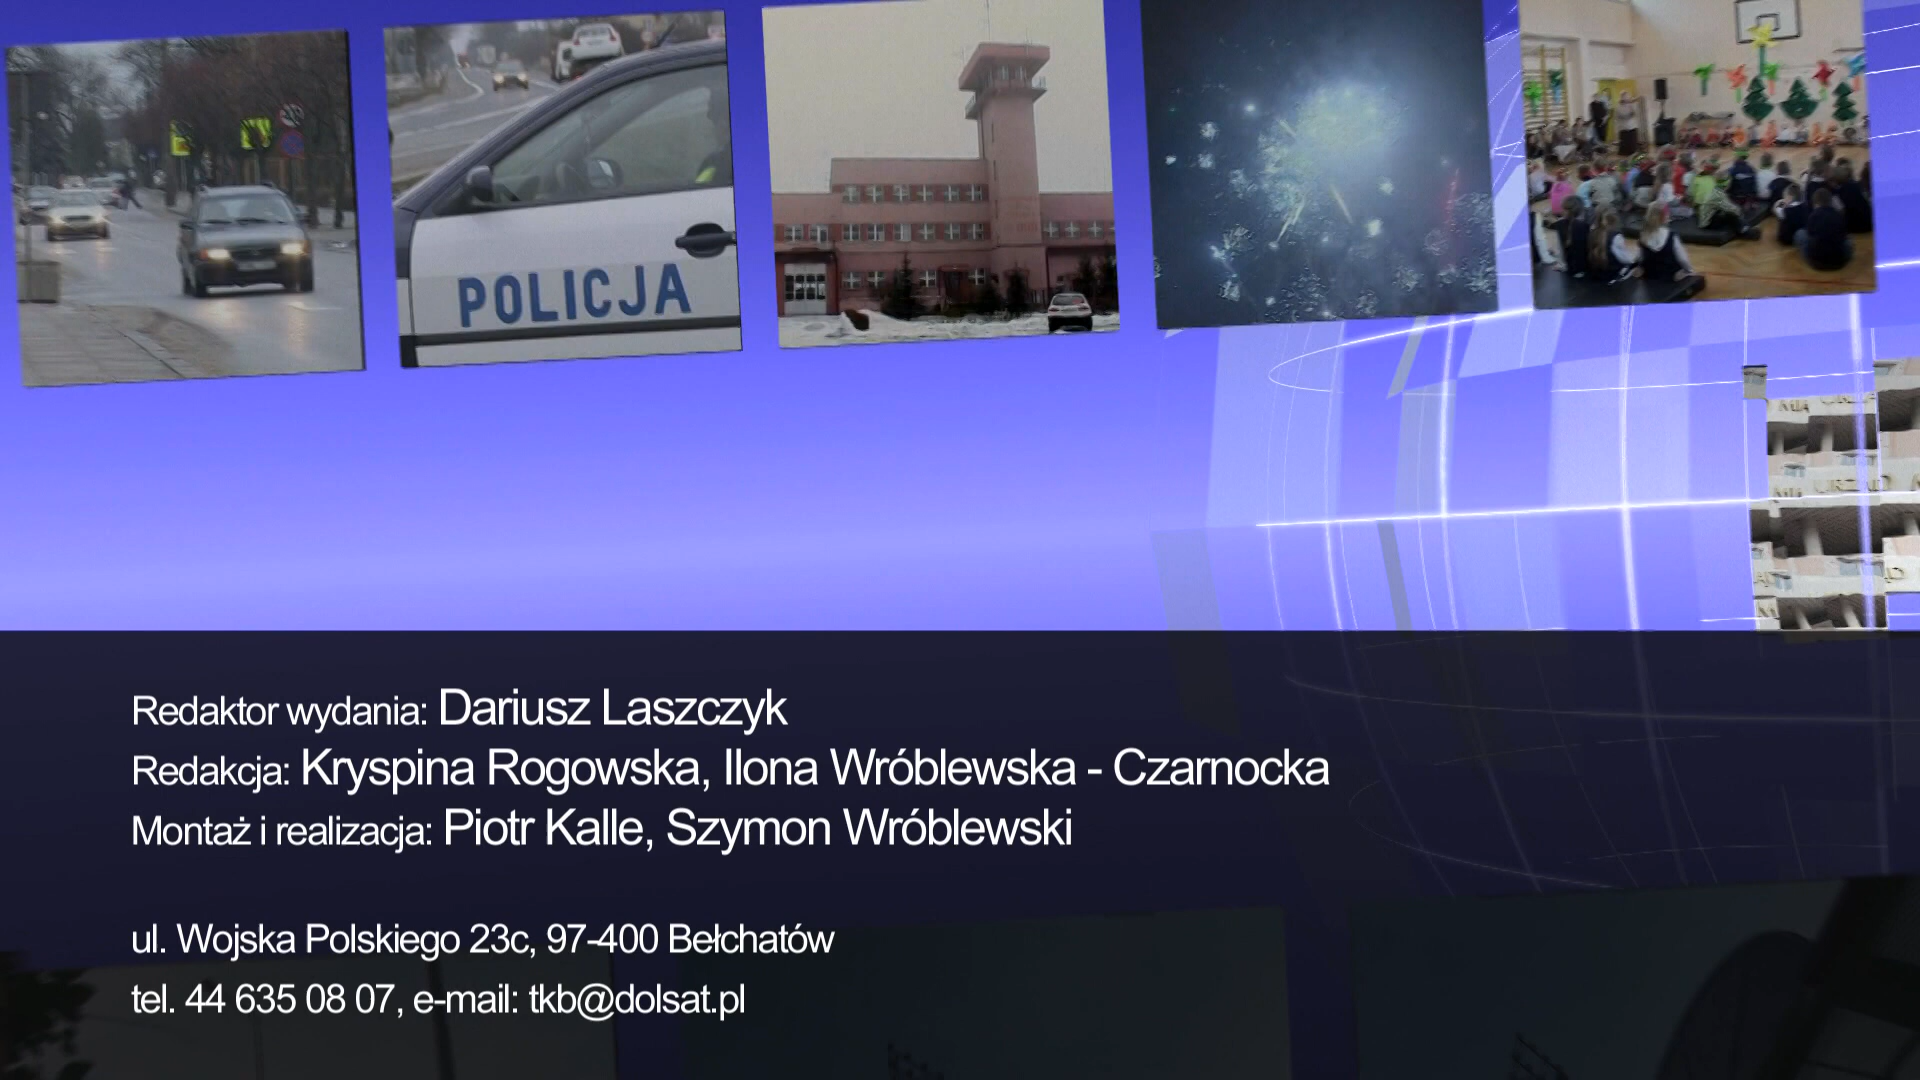 POLICJA
Redaktor wydania: Dariusz Laszczyk
Redakcja: Kryspina Rogowska, Ilona Wróblewska - Czarnocka
Montaż i realizacja: Piotr Kalle, Szymon Wróblewski
ul. Wojska Polskiego 23c, 97-400 Bełchatów
tel. 44 635 08 07, e-mail: tkb@dolsat.pl